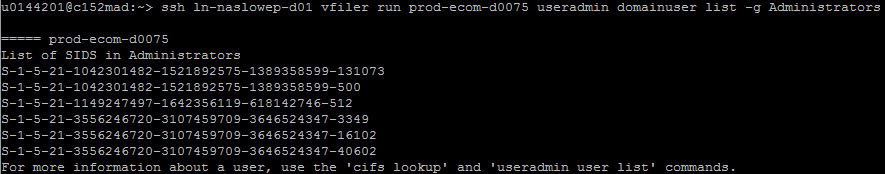 u0144201@c152mad:~> ssh ln-naslowep-d01 vfiler run prod-ecom-d0075 useradmin domainuser list -g Administrators
===== prod-ecom-d0075
List of SIDS in Administrators
S-1-5-21-1042301482-1521892575-1389358599-131073
S-1-5-21-1042301482-1521892575-1389358599-500
S-1-5-21-1149247497-1642356119-618142746-512
S-1-5-21-3556246720-3107459709-3646524347-3349
S-1-5-21-3556246720-3107459709-3646524347-16102
S-1-5-21-3556246720-3107459709-3646524347-40602
For more information about a user, use the 'cifs lookup' and 'useradmin user list' commands.